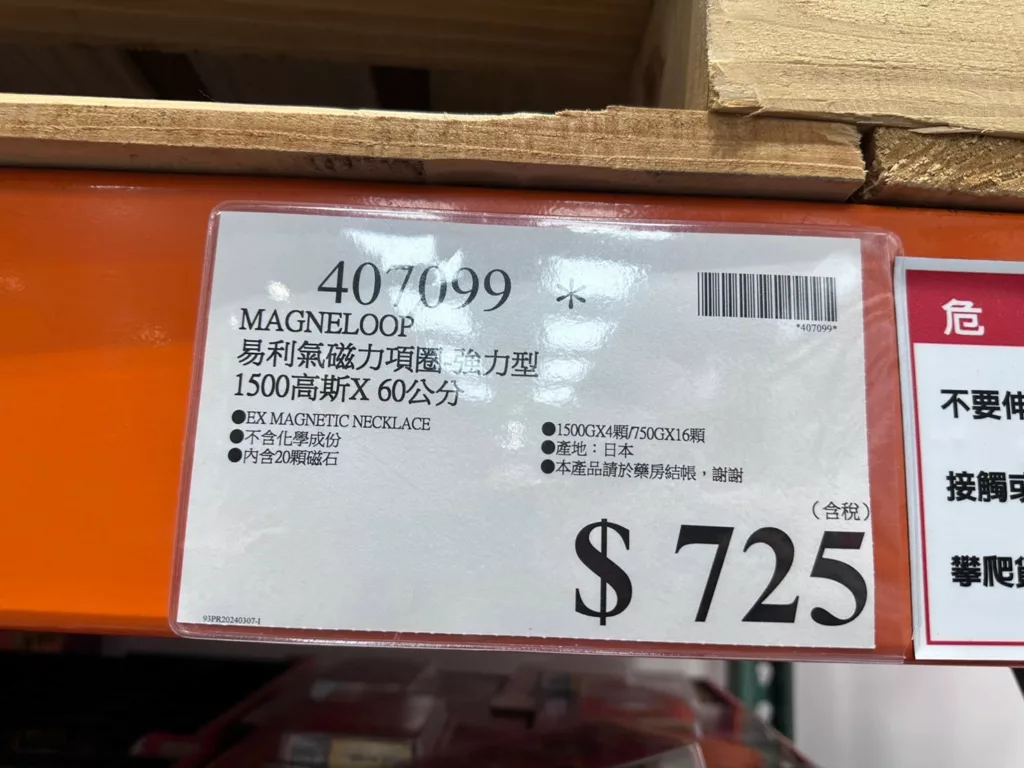 407099 *
*407099*
MAGNELOOP
易利氣磁力項圈-強力型
1500高斯X 60公分
●EX MAGNETIC NECKLACE
●不含化學成份
●內含20顆磁石
●1500GX4顆/750GX16顆
●產地：日本
●本產品請於藥房結帳，謝謝
(含稅)
$ 725
93PR20240307-1
危
不要伸
接觸或
攀爬